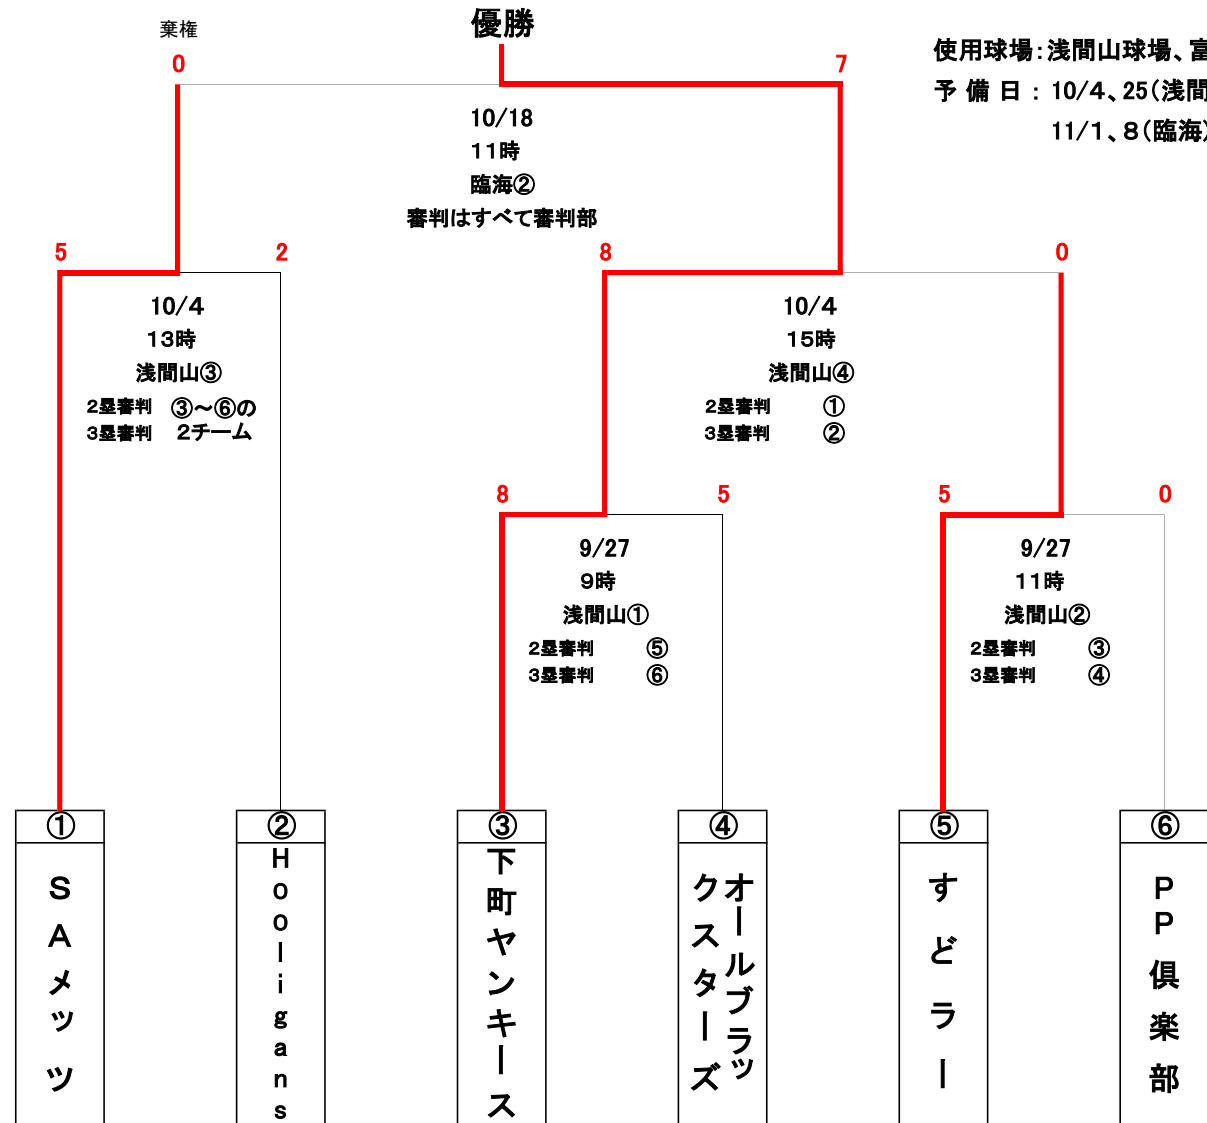 棄権
優勝
0
7
使用球場：浅間山球場、富
予 備 日 ： 10/4、25（浅間
11/1、8（臨海）
10/18
11時
臨海②
審判はすべて審判部
5
2
8
0
10/4
13時
浅間山③
2塁審判 ③～⑥の
3塁審判 2チーム
10/4
15時
浅間山④
2塁審判 ①
3塁審判 ②
8
5
5
0
9/27
9時
浅間山①
2塁審判 ⑤
3塁審判 ⑥
9/27
11時
浅間山②
2塁審判 ③
3塁審判 ④
①
SAメッツ
②
Hooligans
③
下町ヤンキース
④
オールブラッ
クスターズ
⑤
すどラー
⑥
PP倶楽部